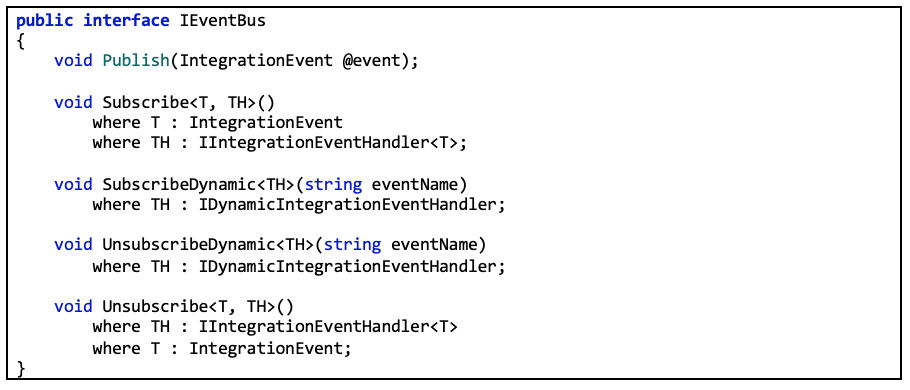 public interface IEventBus
{
    void Publish(IntegrationEvent @event);

    void Subscribe<T, TH>()
        where T : IntegrationEvent
        where TH : IIntegrationEventHandler<T>;

    void SubscribeDynamic<TH>(string eventName)
        where TH : IDynamicIntegrationEventHandler;

    void UnsubscribeDynamic<TH>(string eventName)
        where TH : IDynamicIntegrationEventHandler;

    void Unsubscribe<T, TH>()
        where TH : IIntegrationEventHandler<T>
        where T : IntegrationEvent;
}